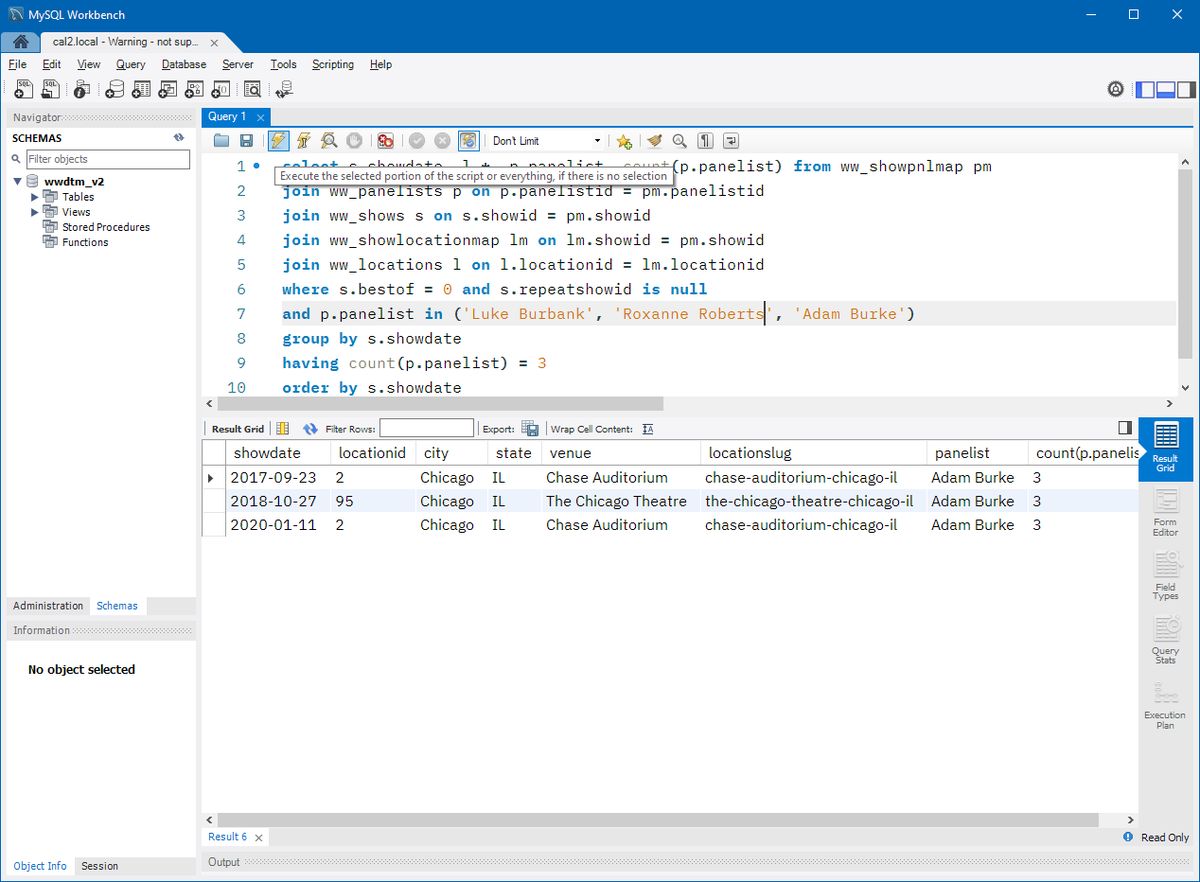 MySQL Workbench
cal2.local - Warning - not sup...
File Edit View Query Database Server Tools Scripting Help
Navigator
SCHEMAS
Filter objects
wwdtm_v2
Tables
Views
Stored Procedures
Functions
Administration Schemas
Information
No object selected
Object Info Session
Query 1
Don't Limit
1 select s.showdate, l.*, p.panelist, count(p.panelist) from ww_showpnlmap pm
Execute the selected portion of the script or everything, if there is no selection
2 join ww_panelists p on p.panelistid = pm.panelistid
3 join ww_shows s on s.showid = pm.showid
4 join ww_showlocationmap lm on lm.showid = pm.showid
5 join ww_locations l on l.locationid = lm.locationid
6 where s.bestof = 0 and s.repeatshowid is null
7 and p.panelist in ('Luke Burbank', 'Roxanne Roberts', 'Adam Burke')
8 group by s.showdate
9 having count(p.panelist) = 3
10 order by s.showdate
Result Grid Filter Rows: Export: Wrap Cell Content:
showdate locationid city state venue locationslug panelist count(p.panelis
2017-09-23 2 Chicago IL Chase Auditorium chase-auditorium-chicago-il Adam Burke 3
2018-10-27 95 Chicago IL The Chicago Theatre the-chicago-theatre-chicago-il Adam Burke 3
2020-01-11 2 Chicago IL Chase Auditorium chase-auditorium-chicago-il Adam Burke 3
Result
Grid
Form
Editor
Field
Types
Query
Stats
Execution
Plan
Result 6
Read Only
Output